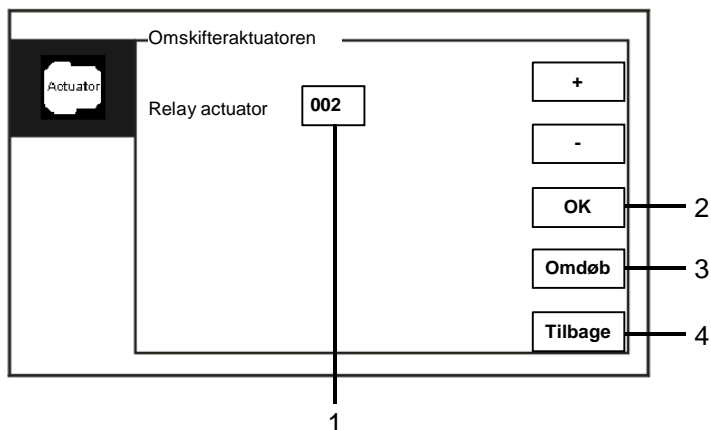 Omskifteraktuatoren
Actuator
Relay actuator 002
+
-
OK
Omdøb
Tilbage
2
3
4
1